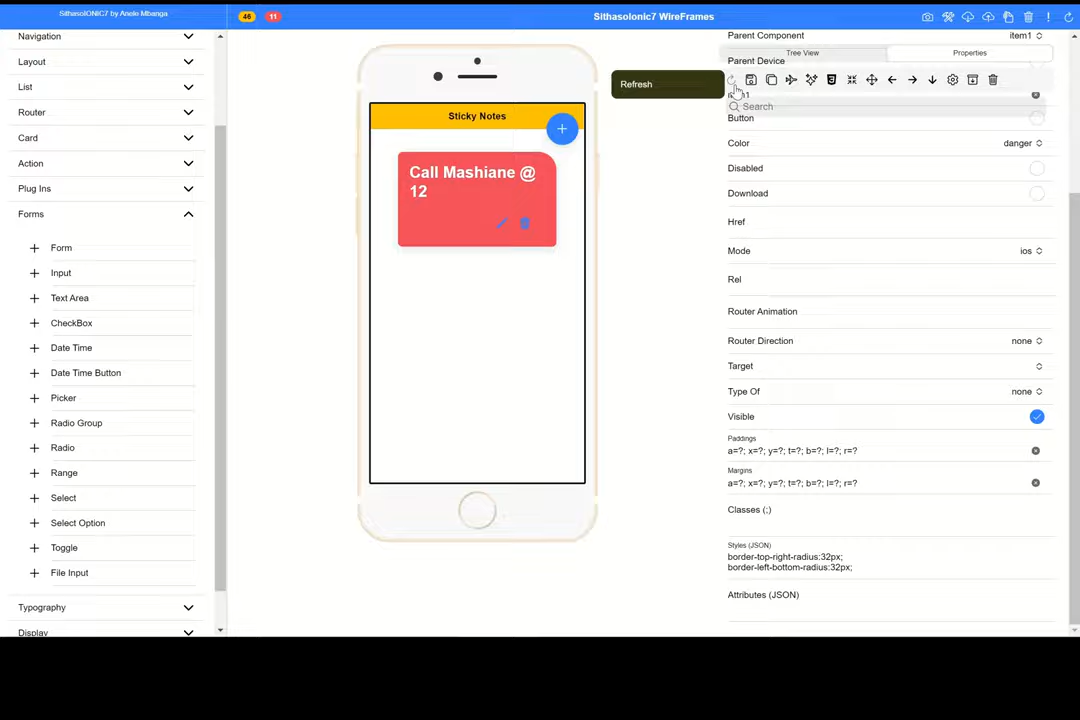 SithasoIONIC7 by Anele Mbanga
46
11
SithasoIonic7 WireFrames
Navigation
Layout
List
Router
Card
Action
Plug Ins
Forms
Form
Input
Text Area
CheckBox
Date Time
Date Time Button
Picker
Radio Group
Radio
Range
Select
Select Option
Toggle
File Input
Typography
Display
Sticky Notes
Call Mashiane @
12
Refresh
Parent Component
item1
Tree View
Properties
Parent Device
Search
Button
Color
danger
Disabled
Download
Href
Mode
ios
Rel
Router Animation
Router Direction
none
Target
Type Of
none
Visible
Paddings
a=?; x=?; y=?; t=?; b=?; l=?; r=?
Margins
a=?; x=?; y=?; t=?; b=?; l=?; r=?
Classes (;)
Styles (JSON)
border-top-right-radius:32px;
border-left-bottom-radius:32px;
Attributes (JSON)